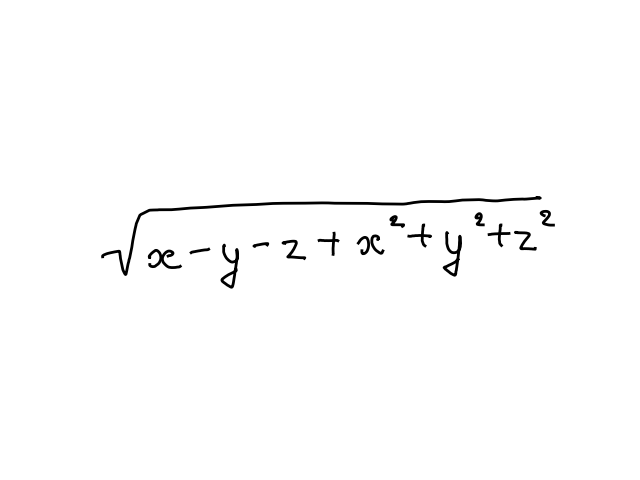 √(x - y - z + x² + y² + z²)